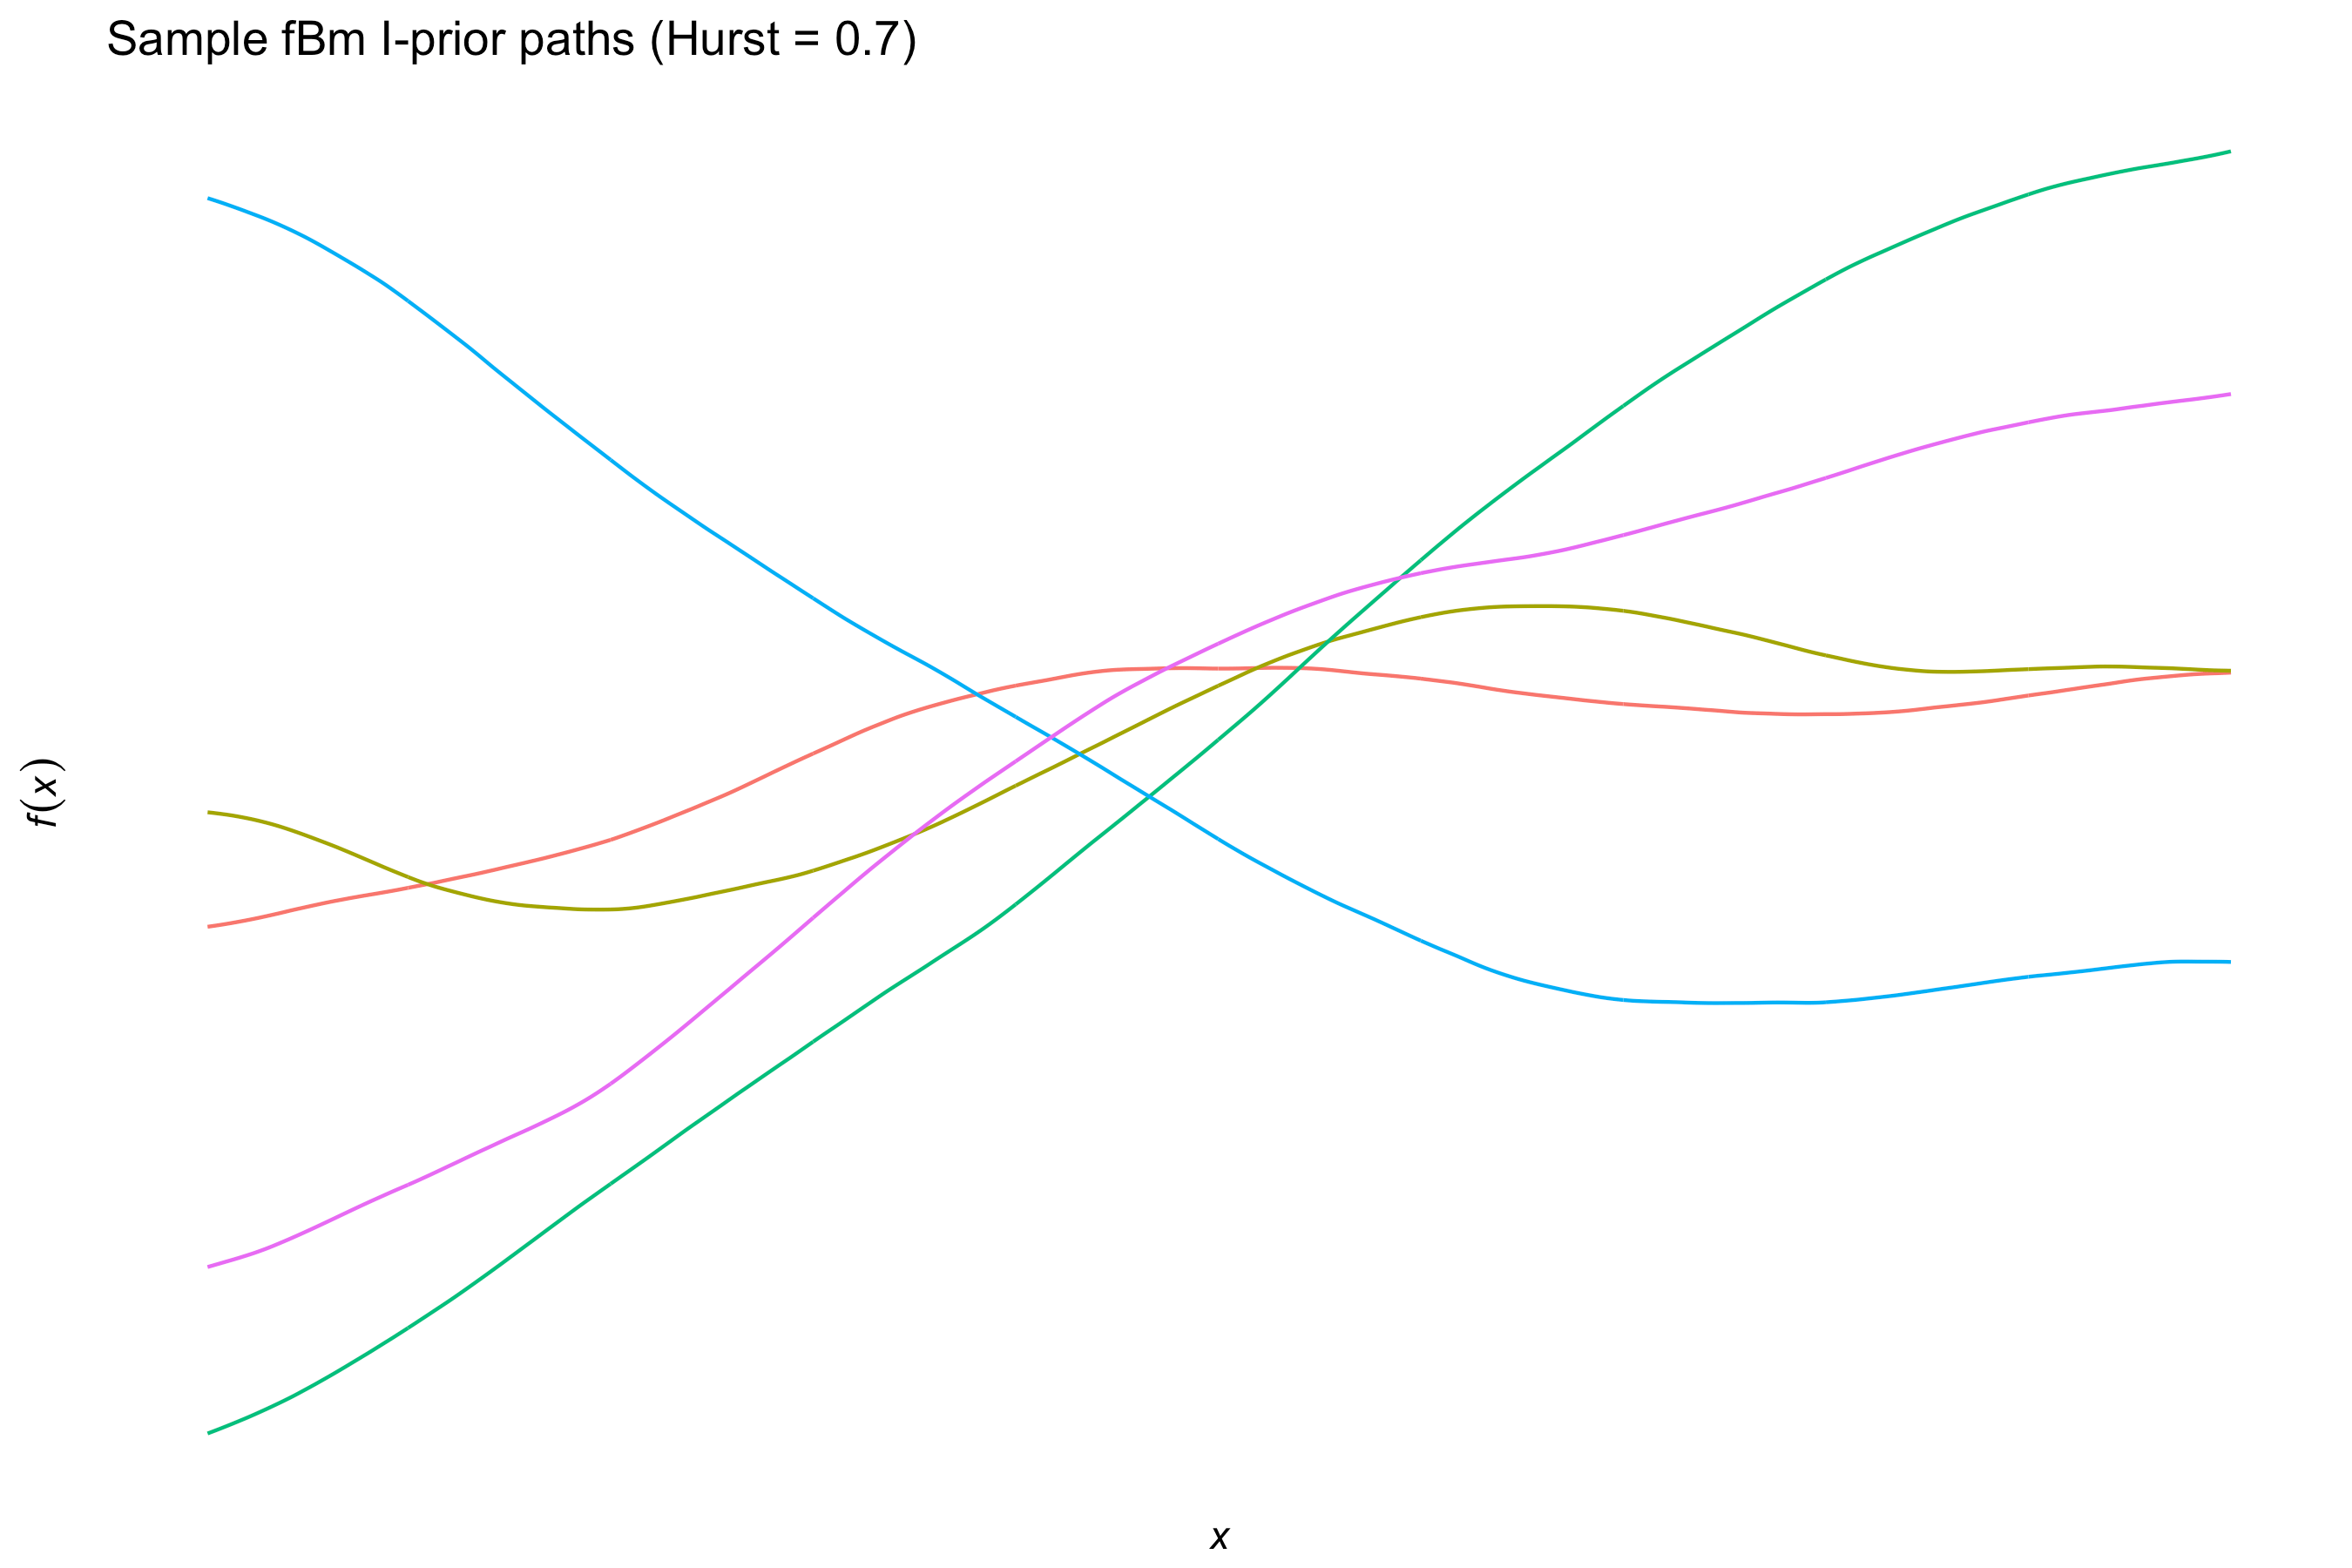 Sample fBm I-prior paths (Hurst = 0.7)
f(x)
x